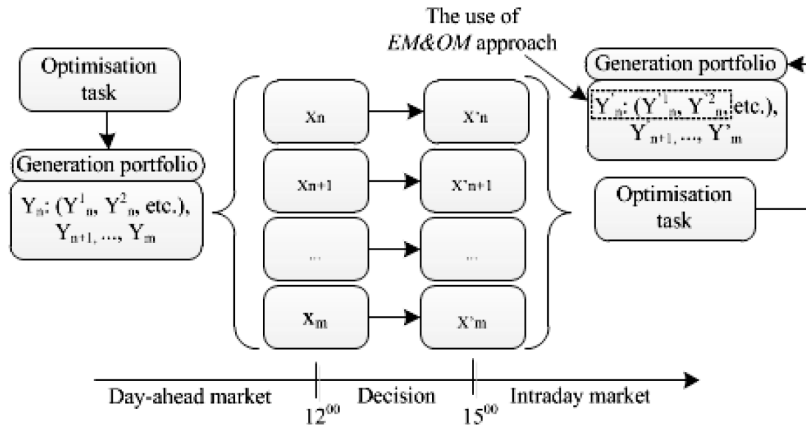 The use of
EM&OM approach
Optimisation
task
Generation portfolio
Yₙ: (Y¹ₙ, Y²ₙ, etc.),
Yₙ₊₁, ..., Yₘ
Xₙ
X'ₙ
Xₙ₊₁
X'ₙ₊₁
...
...
Xₘ
X'ₘ
Generation portfolio
Y'ₙ: (Y'¹ₙ, Y'²ₙ, etc.),
Y'ₙ₊₁, ..., Y'ₘ
Optimisation
task
Day-ahead market
12⁰⁰
Decision
15⁰⁰
Intraday market